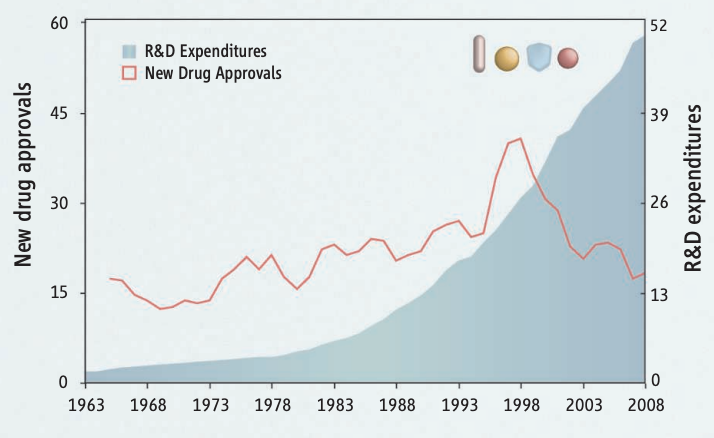 60
45
30
15
0
New drug approvals
R&D Expenditures
New Drug Approvals
52
39
26
13
0
R&D expenditures
1963 1968 1973 1978 1983 1988 1993 1998 2003 2008